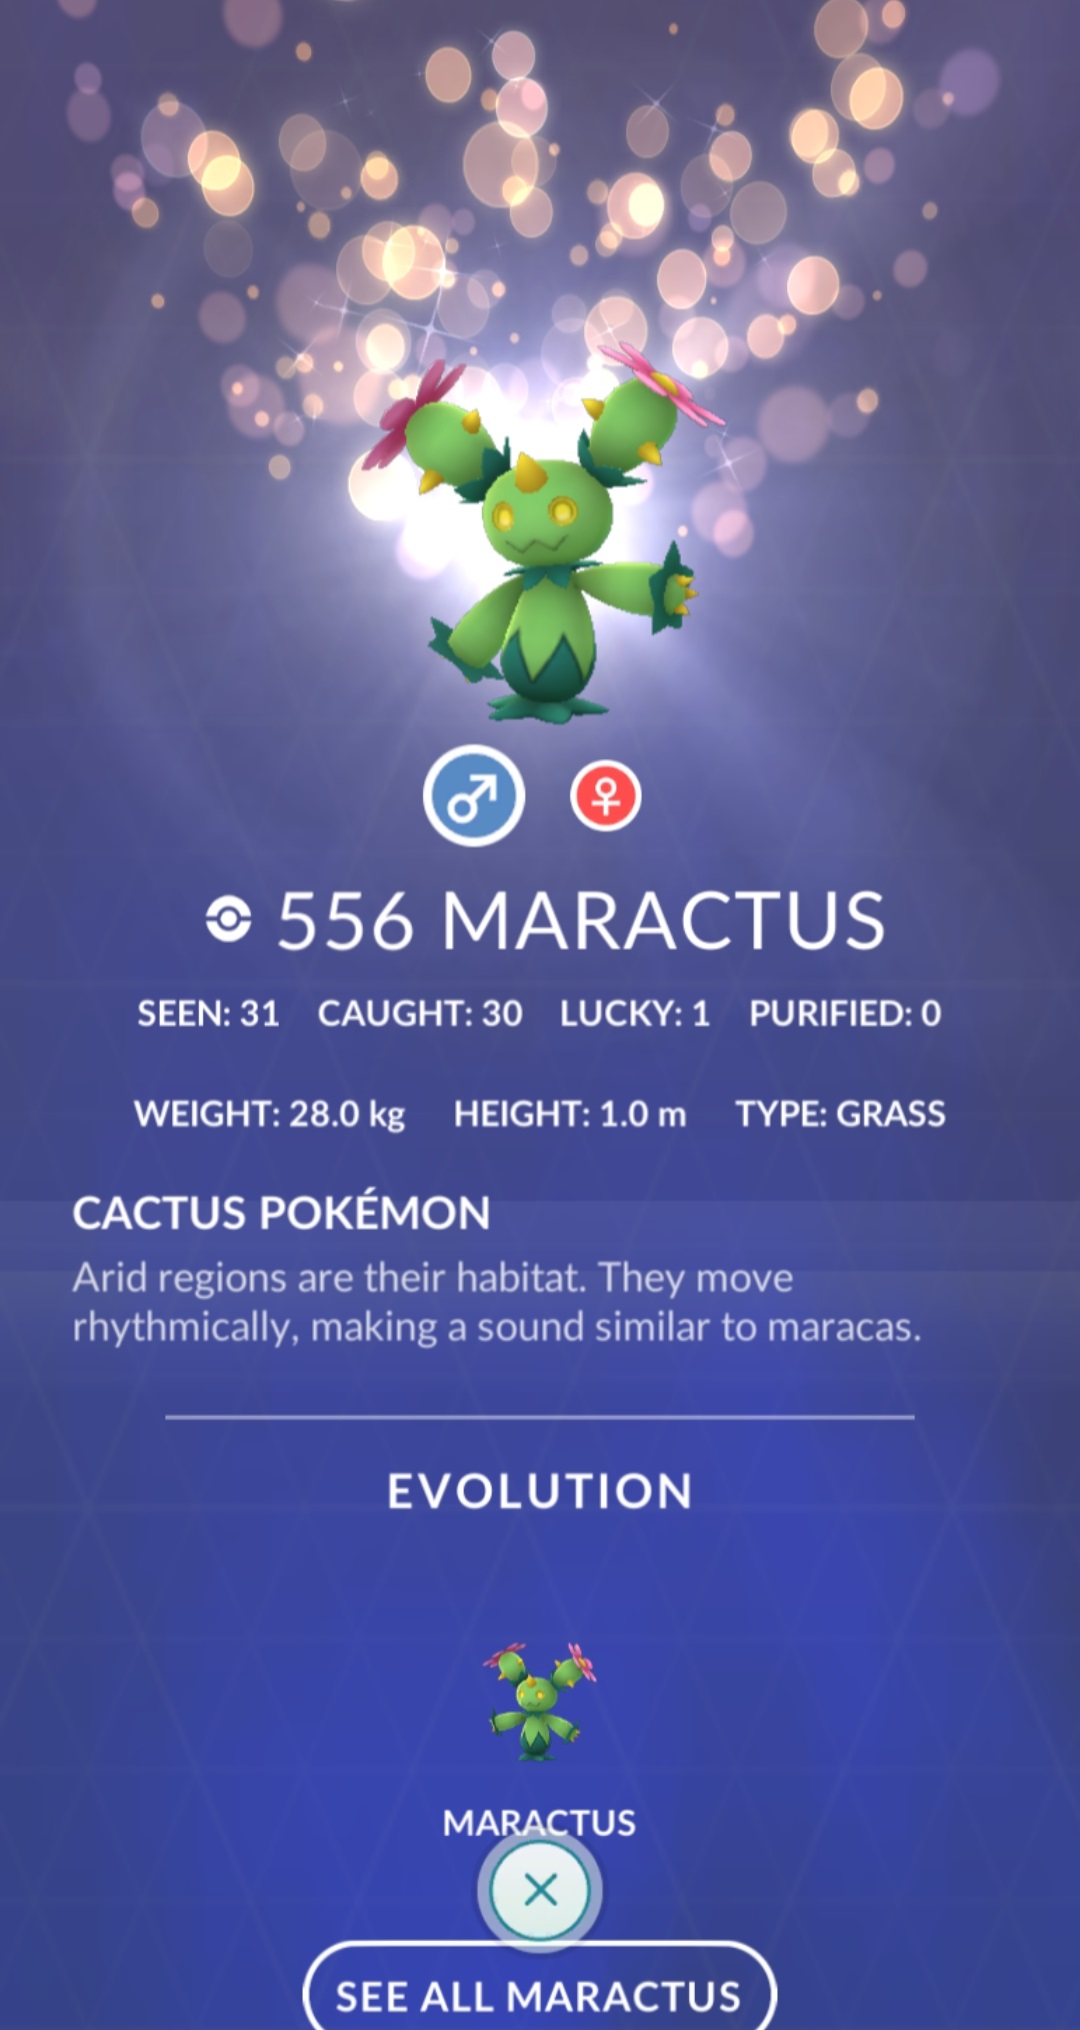 556 MARACTUS
SEEN: 31 CAUGHT: 30 LUCKY: 1 PURIFIED: 0
WEIGHT: 28.0 kg HEIGHT: 1.0 m TYPE: GRASS
CACTUS POKÉMON
Arid regions are their habitat. They move
rhythmically, making a sound similar to maracas.
EVOLUTION
MARACTUS
SEE ALL MARACTUS